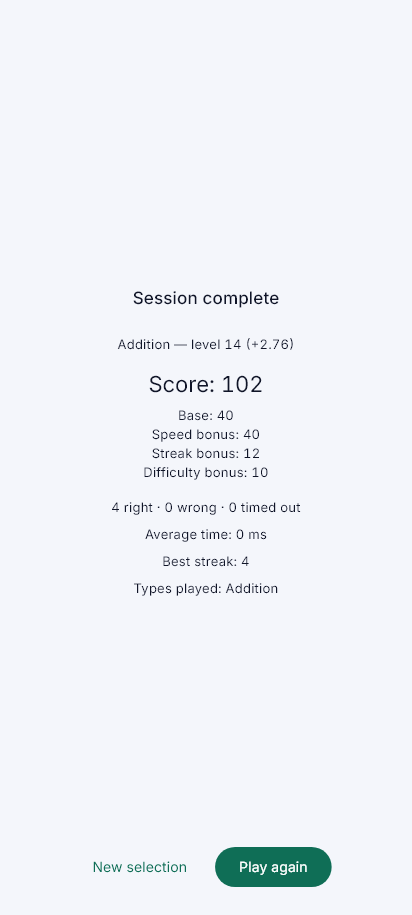 Session complete
Addition — level 14 (+2.76)
Score: 102
Base: 40
Speed bonus: 40
Streak bonus: 12
Difficulty bonus: 10
4 right · 0 wrong · 0 timed out
Average time: 0 ms
Best streak: 4
Types played: Addition
New selection
Play again